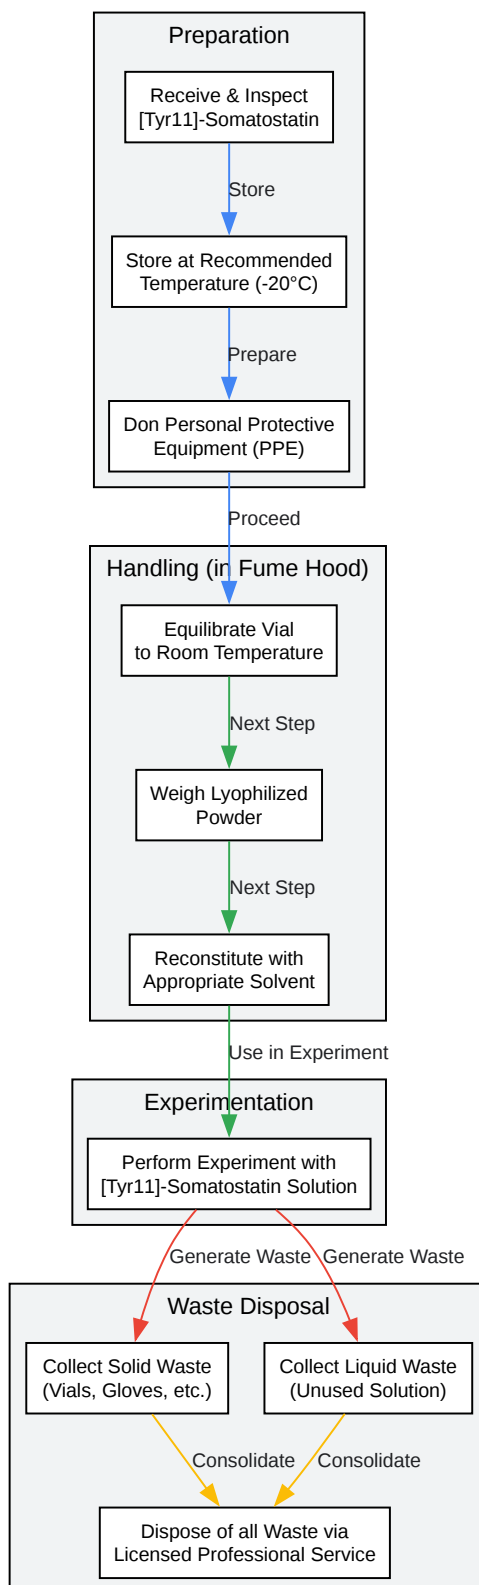 Preparation
Receive & Inspect
[Tyr11]-Somatostatin
Store
Store at Recommended
Temperature (-20°C)
Prepare
Don Personal Protective
Equipment (PPE)
Proceed
Handling (in Fume Hood)
Equilibrate Vial
to Room Temperature
Next Step
Weigh Lyophilized
Powder
Next Step
Reconstitute with
Appropriate Solvent
Use in Experiment
Experimentation
Perform Experiment with
[Tyr11]-Somatostatin Solution
Generate Waste
Generate Waste
Waste Disposal
Collect Solid Waste
(Vials, Gloves, etc.)
Collect Liquid Waste
(Unused Solution)
Consolidate
Consolidate
Dispose of all Waste via
Licensed Professional Service